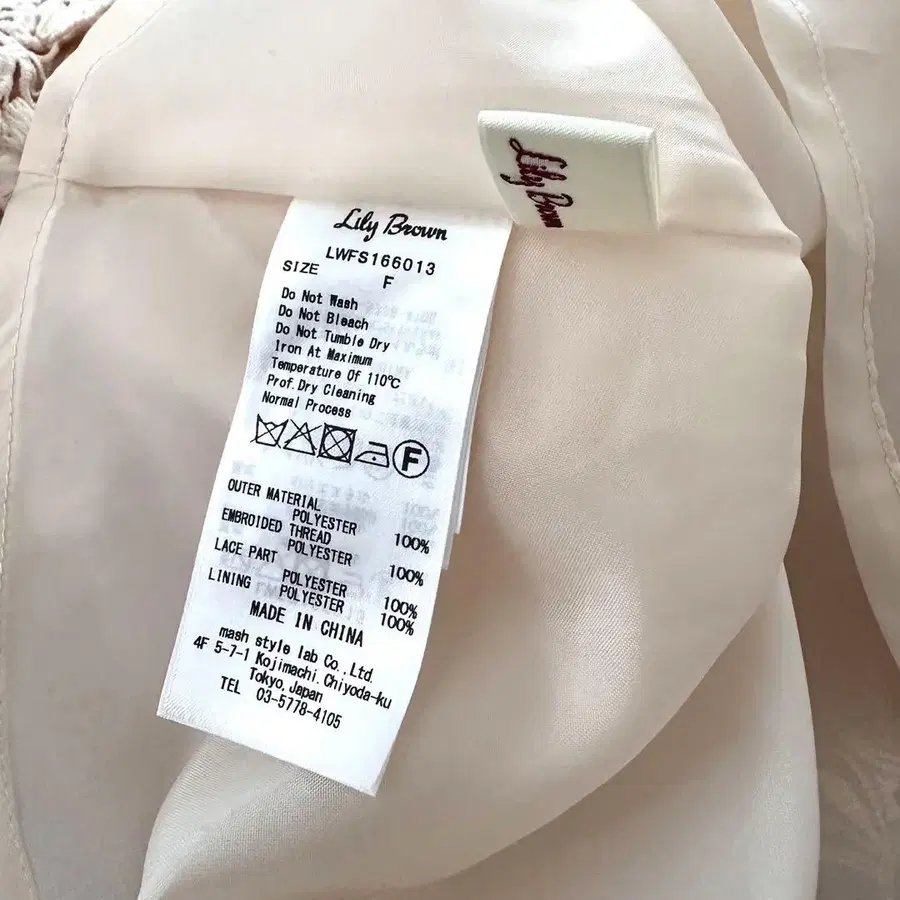 Lily Brown
Lily Brown
LWFS166013
SIZE
F
Do Not Wash
Do Not Bleach
Do Not Tumble Dry
Iron At Maximum
Temperature Of 110℃
Prof.Dry Cleaning
Normal Process
F
OUTER MATERIAL
POLYESTER 100%
EMBROIDED THREAD
POLYESTER 100%
LACE PART
POLYESTER 100%
LINING
POLYESTER 100%
MADE IN CHINA
mash style lab Co.,Ltd.
4F 5-7-1 Kojimachi.Chiyoda-ku
Tokyo,Japan
TEL 03-5778-4105